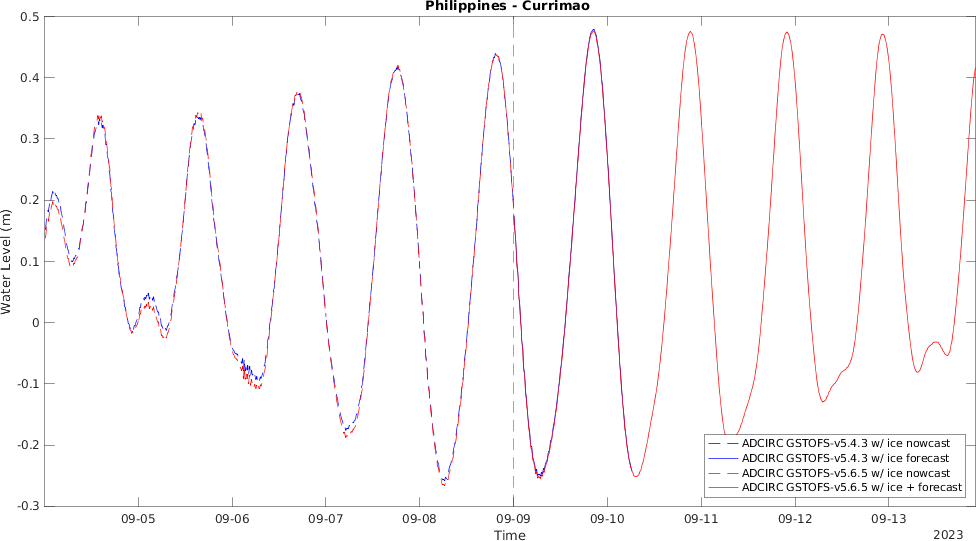 Philippines - Currimao
0.5
0.4
0.3
0.2
0.1
0
-0.1
-0.2
-0.3
Water Level (m)
ADCIRC GSTOFS-v5.4.3 w/ ice nowcast
ADCIRC GSTOFS-v5.4.3 w/ ice forecast
ADCIRC GSTOFS-v5.6.5 w/ ice nowcast
ADCIRC GSTOFS-v5.6.5 w/ ice + forecast
09-05 09-06 09-07 09-08 09-09 09-10 09-11 09-12 09-13
Time
2023